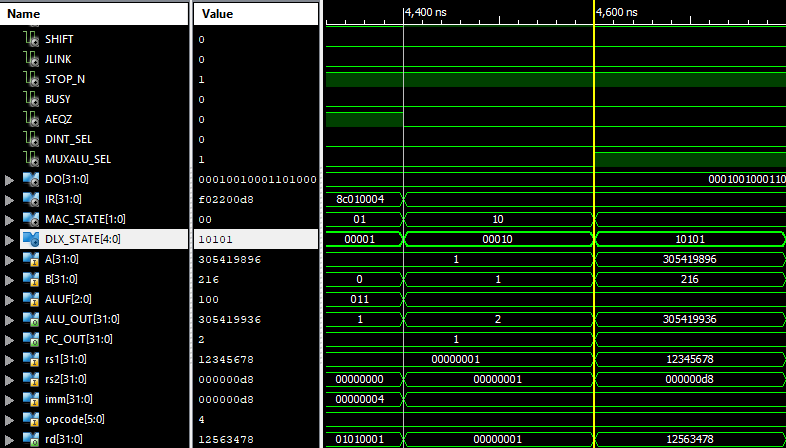 Name Value 4,400 ns 4,600 ns
SHIFT 0
JLINK 0
STOP_N 1
BUSY 0
AEQZ 0
DINT_SEL 0
MUXALU_SEL 1
DO[31:0] 00010010001101000 0001001000110
IR[31:0] f02200d8 8c010004
MAC_STATE[1:0] 00 01 10
DLX_STATE[4:0] 10101 00001 00010 10101
A[31:0] 305419896 1 305419896
B[31:0] 216 0 1 216
ALUF[2:0] 100 011
ALU_OUT[31:0] 305419936 1 2 305419936
PC_OUT[31:0] 2 1
rs1[31:0] 12345678 00000001 12345678
rs2[31:0] 000000d8 00000000 00000001 000000d8
imm[31:0] 000000d8 00000004
opcode[5:0] 4
rd[31:0] 12563478 01010001 00000001 12563478